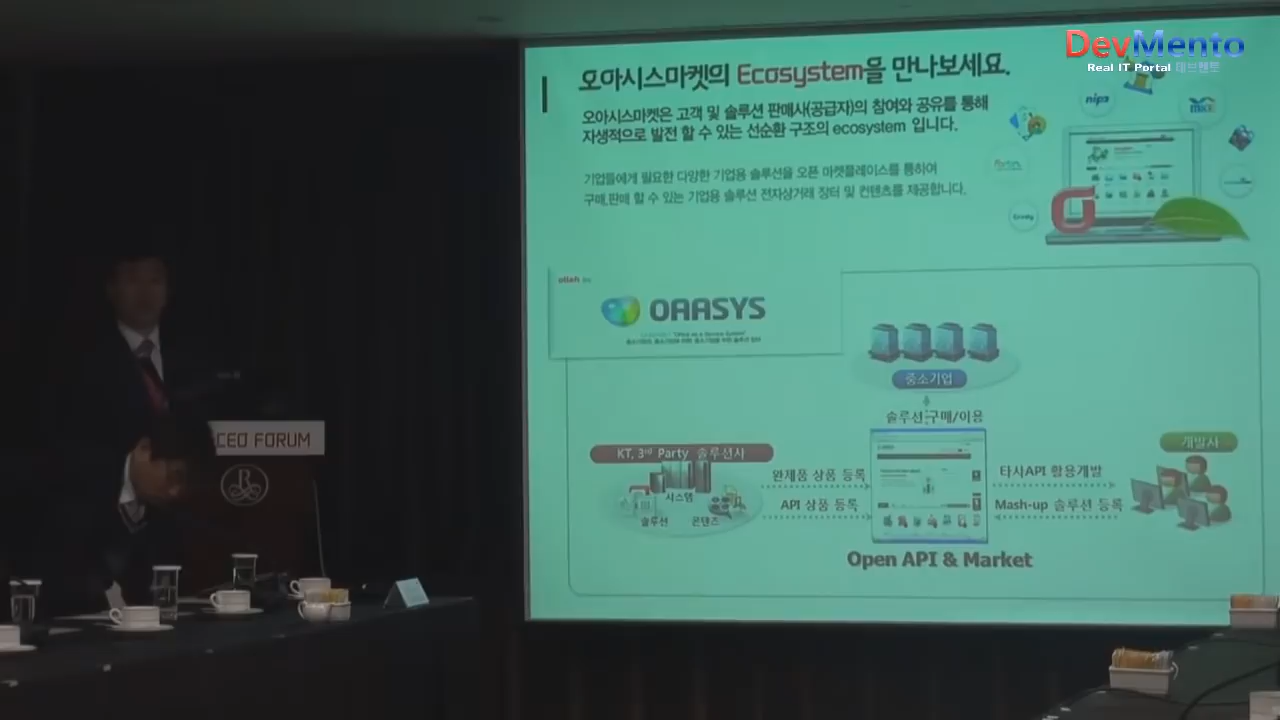 DevMento
Real IT Portal 데브멘토
오아시스마켓의 Ecosystem을 만나보세요.
오아시스마켓은 고객 및 솔루션 판매사(공급자)의 참여와 공유를 통해
자생적으로 발전 할 수 있는 선순환 구조의 ecosystem 입니다.
기업들에게 필요한 다양한 기업용 솔루션을 오픈 마켓플레이스를 통하여
구매,판매 할 수 있는 기업용 솔루션 전자상거래 장터 및 컨텐츠를 제공합니다.
nipa
olleh
OAASYS
중소기업
솔루션 구매/이용
KT, 3rd Party 솔루션사
시스템
솔루션
콘텐츠
완제품 상품 등록
API 상품 등록
개발사
타사API 활용개발
Mash-up 솔루션 등록
Open API & Market
CEO FORUM
R